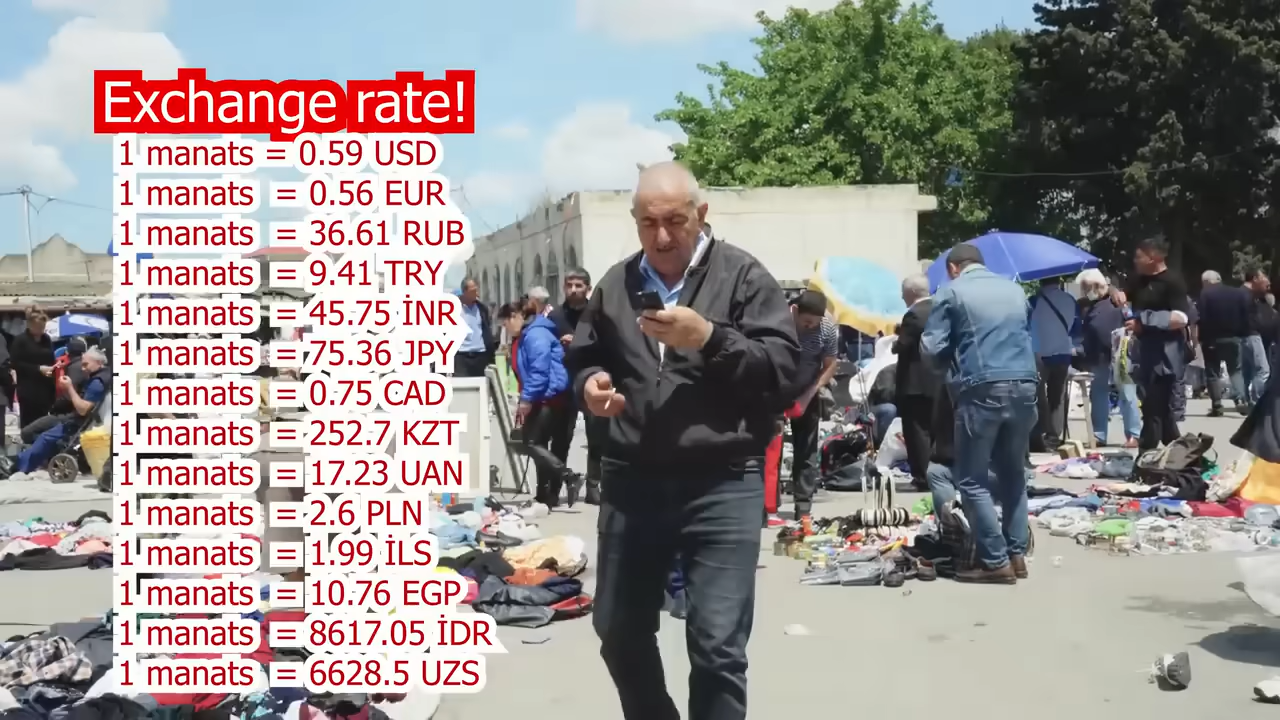 Exchange rate!
1 manats = 0.59 USD
1 manats = 0.56 EUR
1 manats = 36.61 RUB
1 manats = 9.41 TRY
1 manats = 45.75 İNR
1 manats = 75.36 JPY
1 manats = 0.75 CAD
1 manats = 252.7 KZT
1 manats = 17.23 UAN
1 manats = 2.6 PLN
1 manats = 1.99 İLS
1 manats = 10.76 EGP
1 manats = 8617.05 İDR
1 manats = 6628.5 UZS